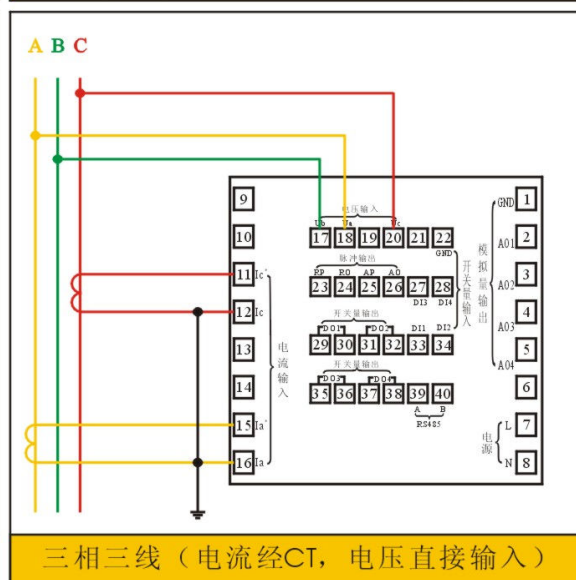 A B C
9
10
11 Ic*
12 Ic
13
14
15 Ia*
16 Ia
电流输入
电压输入
Ub Ua Uc
17 18 19 20 21 22
GND
脉冲输出
RP RQ AP AQ
23 24 25 26 27 28
DI3 DI4
开关量输出
DO1 DO2 DI1 DI2
29 30 31 32 33 34
开关量输出
DO3 DO4
35 36 37 38 39 40
A B
RS485
开关量输入
模拟量输出
GND 1
AO1 2
3
AO2
4
AO3
5
AO4
6
L 7
N 8
电源
三相三线（电流经CT，电压直接输入）